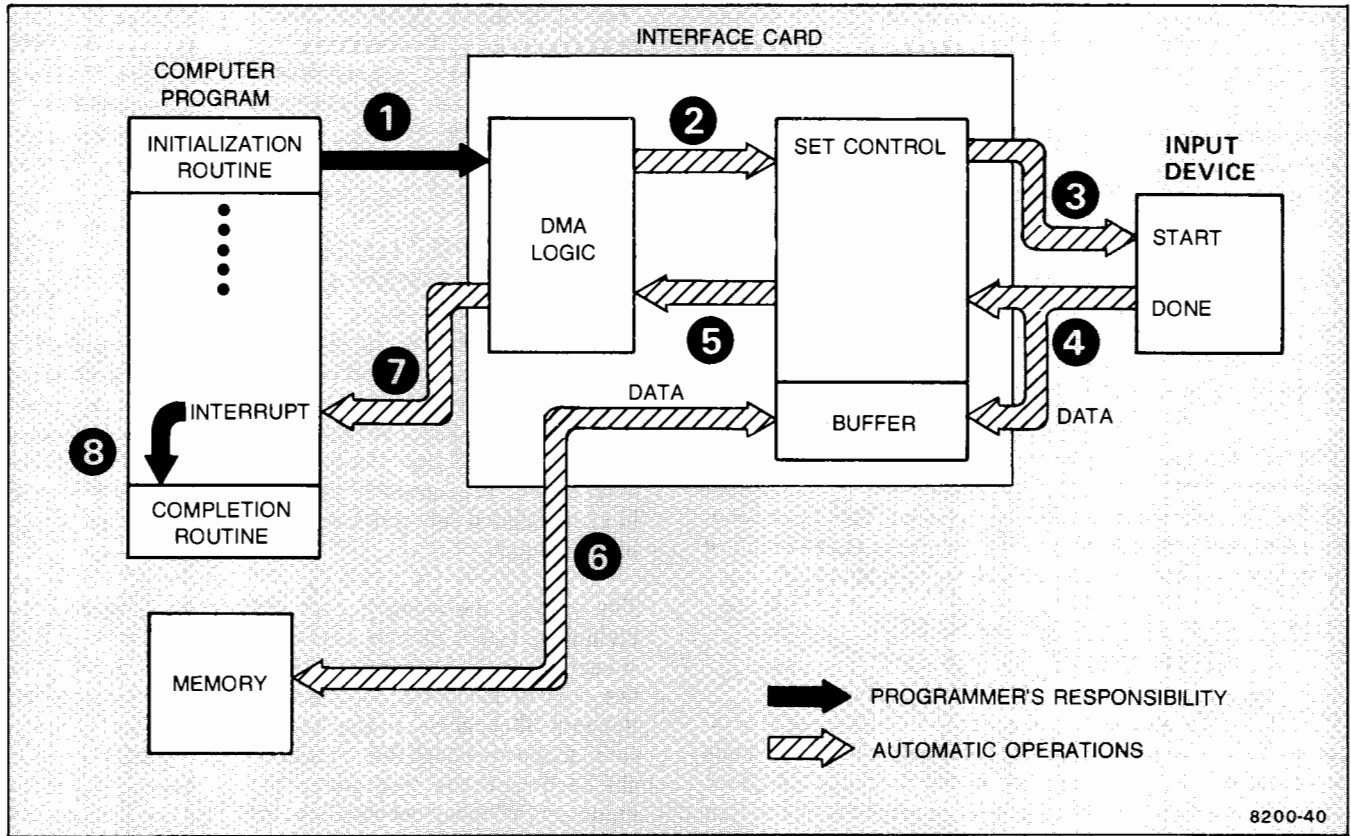 INTERFACE CARD
COMPUTER
PROGRAM
1
2
INITIALIZATION
ROUTINE
SET CONTROL
INPUT
DEVICE
3
DMA
LOGIC
START
DONE
4
5
7
DATA
INTERRUPT
BUFFER
DATA
8
COMPLETION
ROUTINE
6
MEMORY
PROGRAMMER'S RESPONSIBILITY
AUTOMATIC OPERATIONS
8200-40